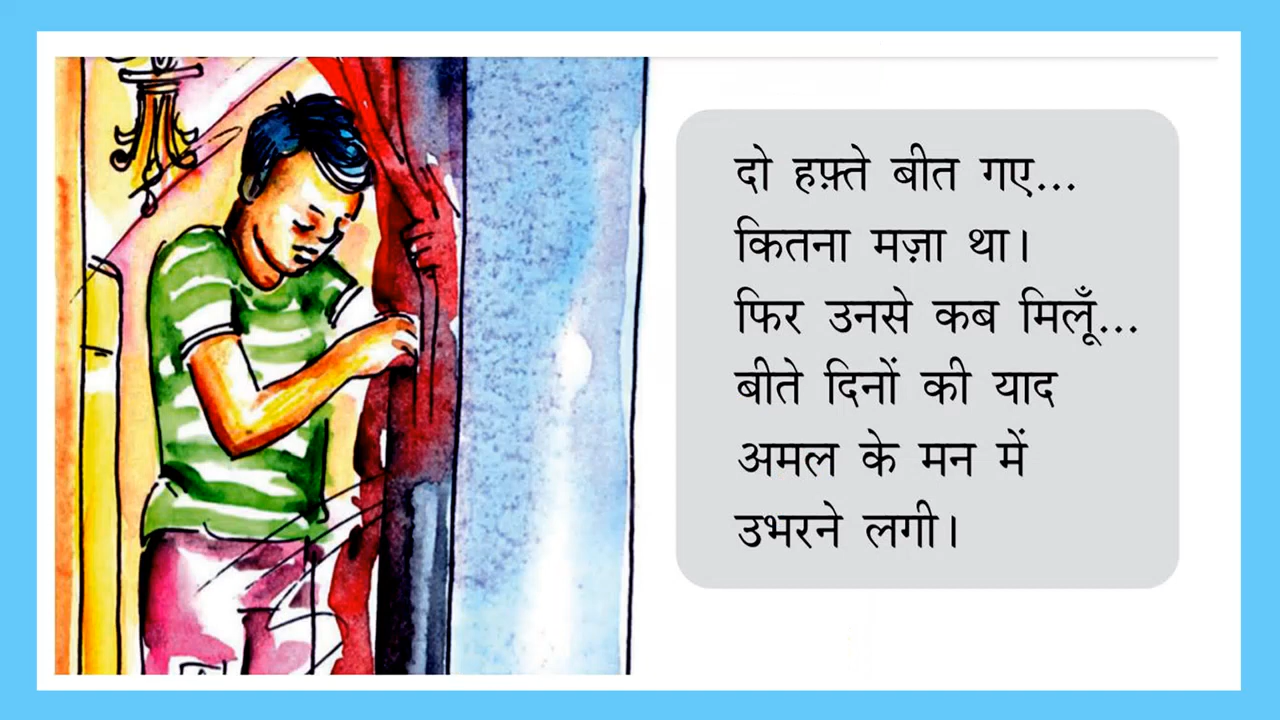 दो हफ़्ते बीत गए...
कितना मज़ा था।
फिर उनसे कब मिलूँ...
बीते दिनों की याद
अमल के मन में
उभरने लगी।